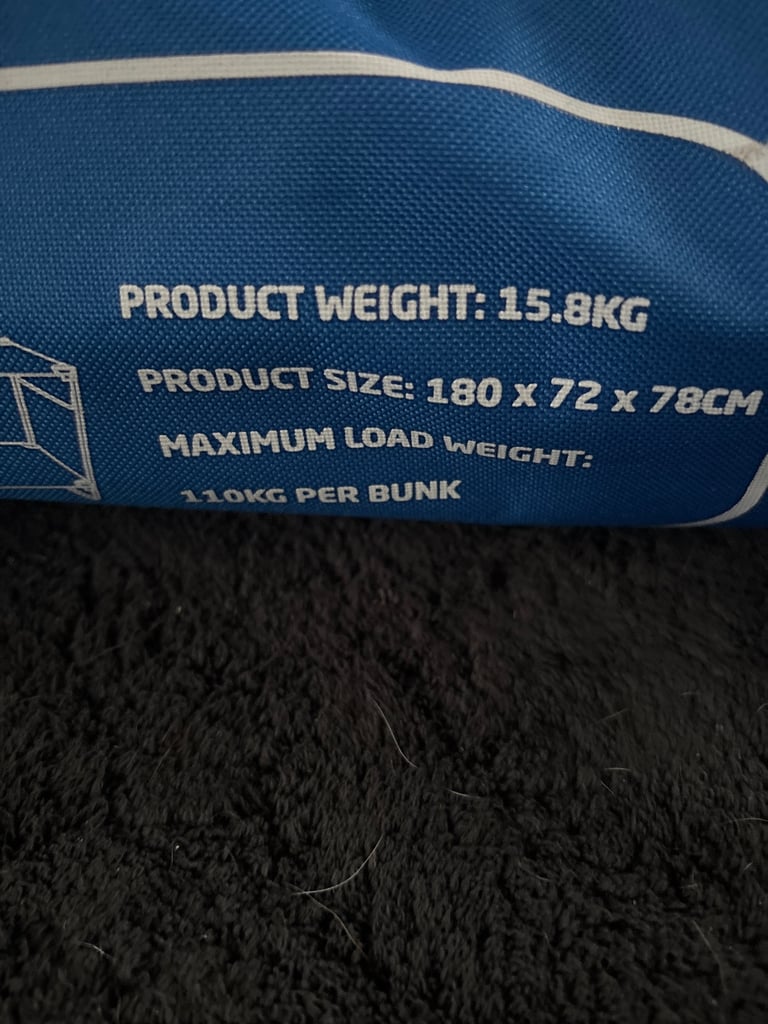 PRODUCT WEIGHT: 15.8KG
PRODUCT SIZE: 180 x 72 x 78CM
MAXIMUM LOAD WEIGHT:
110KG PER BUNK